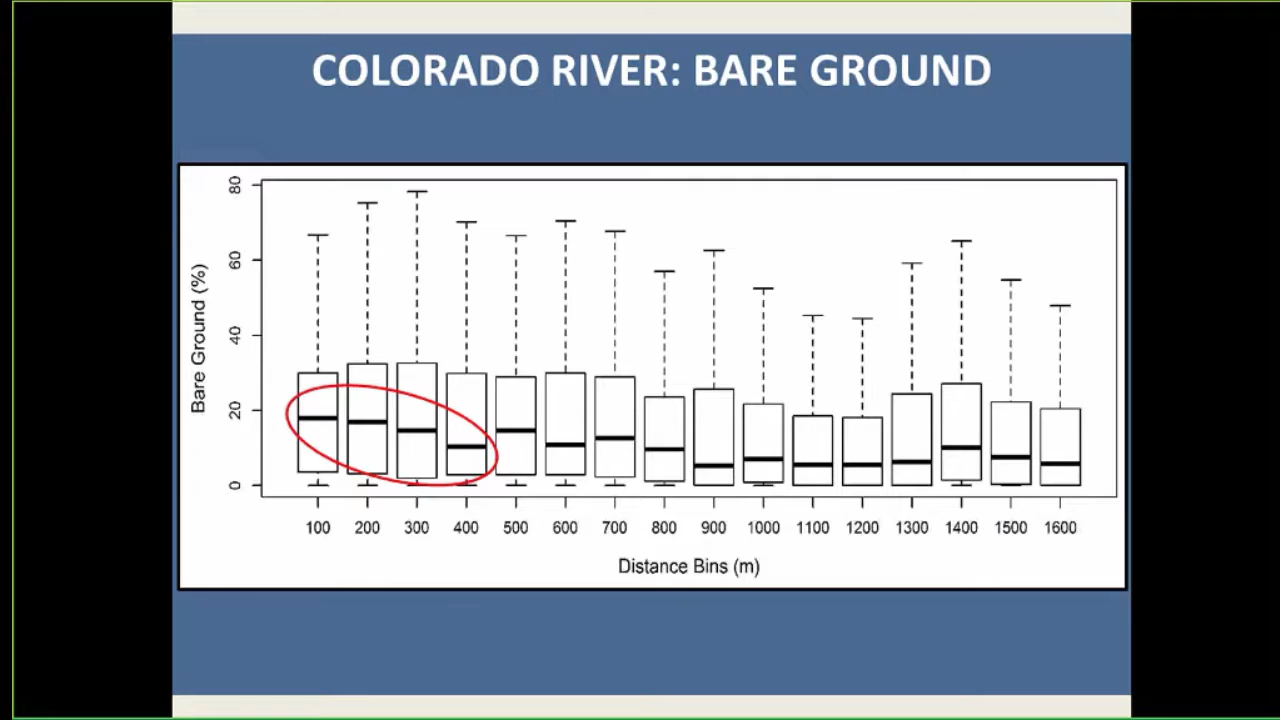 COLORADO RIVER: BARE GROUND
80
60
40
20
0
Bare Ground (%)
100 200 300 400 500 600 700 800 900 1000 1100 1200 1300 1400 1500 1600
Distance Bins (m)